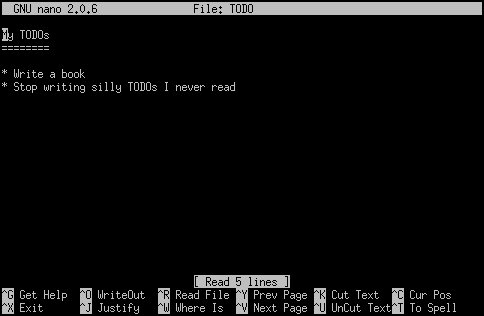 GNU nano 2.0.6 File: TODO
My TODOs
========
* Write a book
* Stop writing silly TODOs I never read
[ Read 5 lines ]
^G Get Help ^O WriteOut ^R Read File ^Y Prev Page ^K Cut Text ^C Cur Pos
^X Exit ^J Justify ^W Where Is ^V Next Page ^U UnCut Text ^T To Spell